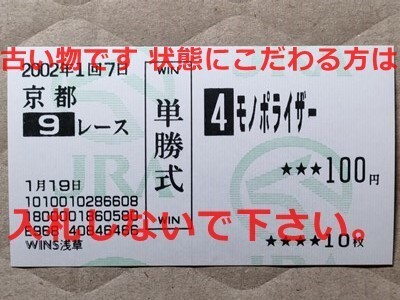 古い物です 状態にこだわる方は
2002年1回7日
京都
9 レース
1月19日
1010010286608
WINS浅草
WIN
単勝式
WIN
4 モノポライザー
★★★100円
★★★★10枚
JRA
入札しないで下さい。